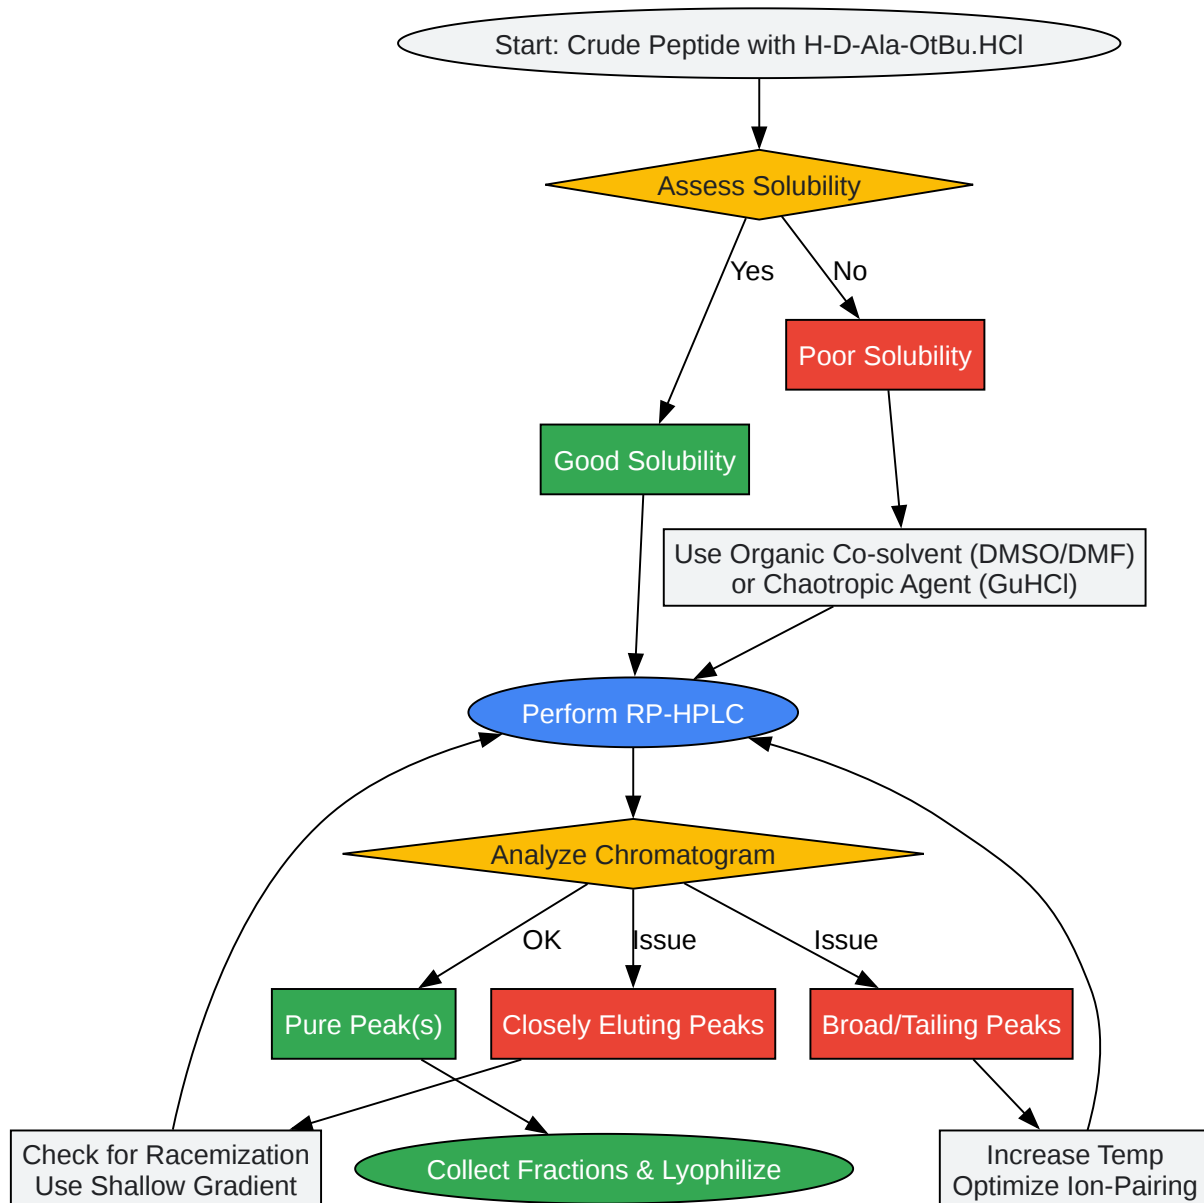 Start: Crude Peptide with H-D-Ala-OtBu.HCl
Assess Solubility
Yes
No
Poor Solubility
Good Solubility
Use Organic Co-solvent (DMSO/DMF)
or Chaotropic Agent (GuHCl)
Perform RP-HPLC
Analyze Chromatogram
OK
Issue
Issue
Pure Peak(s)
Closely Eluting Peaks
Broad/Tailing Peaks
Check for Racemization
Use Shallow Gradient
Collect Fractions & Lyophilize
Increase Temp
Optimize Ion-Pairing